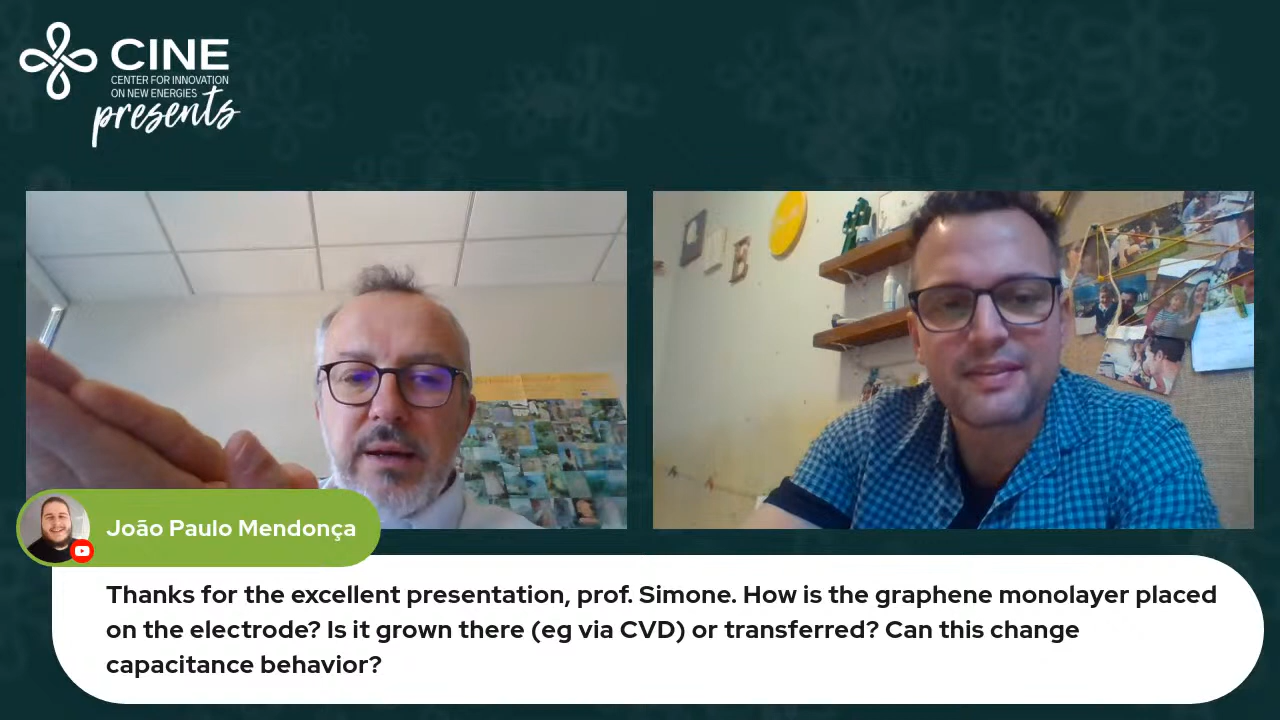 CINE
CENTER FOR INNOVATION
ON NEW ENERGIES
presents
João Paulo Mendonça
Thanks for the excellent presentation, prof. Simone. How is the graphene monolayer placed
on the electrode? Is it grown there (eg via CVD) or transferred? Can this change
capacitance behavior?